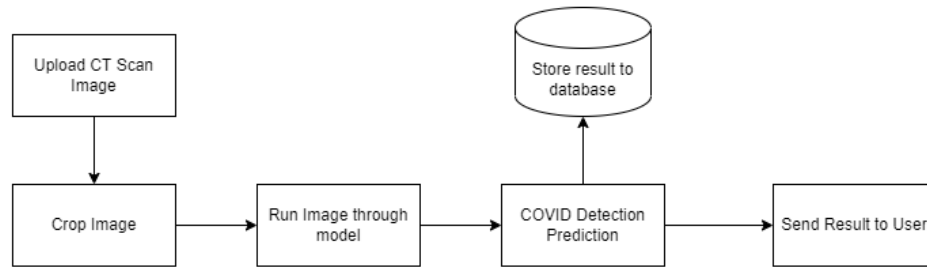 Upload CT Scan
Image
Store result to
database
Crop Image
Run Image through
model
COVID Detection
Prediction
Send Result to User